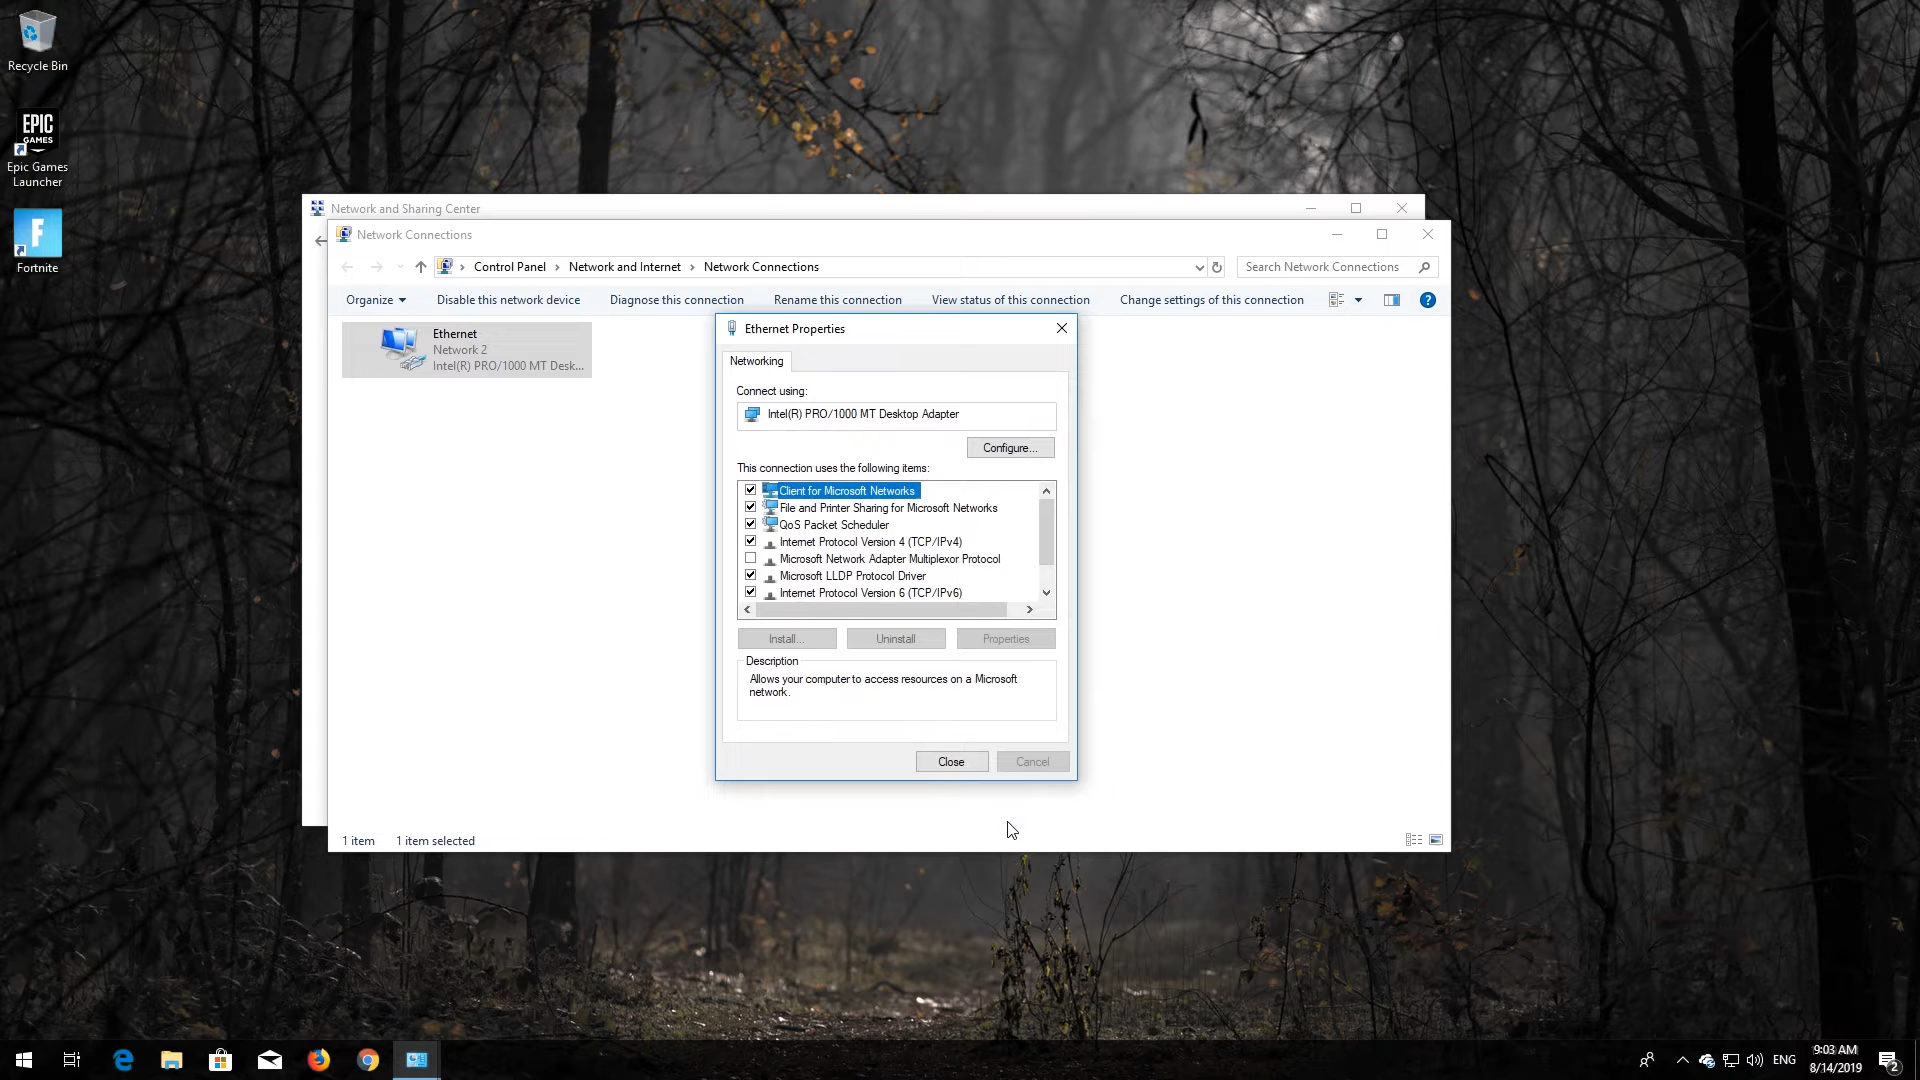 Recycle Bin
EPIC
GAMES
Epic Games
Launcher
F
Fortnite
Network and Sharing Center
Network Connections
Control Panel
Network and Internet
Network Connections
Search Network Connections
Organize
Disable this network device
Diagnose this connection
Rename this connection
View status of this connection
Change settings of this connection
?
Ethernet
Network 2
Intel(R) PRO/1000 MT Desk...
Ethernet Properties
Networking
Connect using:
Intel(R) PRO/1000 MT Desktop Adapter
Configure...
This connection uses the following items:
Client for Microsoft Networks
File and Printer Sharing for Microsoft Networks
QoS Packet Scheduler
Internet Protocol Version 4 (TCP/IPv4)
Microsoft Network Adapter Multiplexor Protocol
Microsoft LLDP Protocol Driver
Internet Protocol Version 6 (TCP/IPv6)
Install...
Uninstall
Properties
Description
Allows your computer to access resources on a Microsoft
network.
Close
Cancel
1 item
1 item selected
ENG
9:03 AM
8/14/2019
2